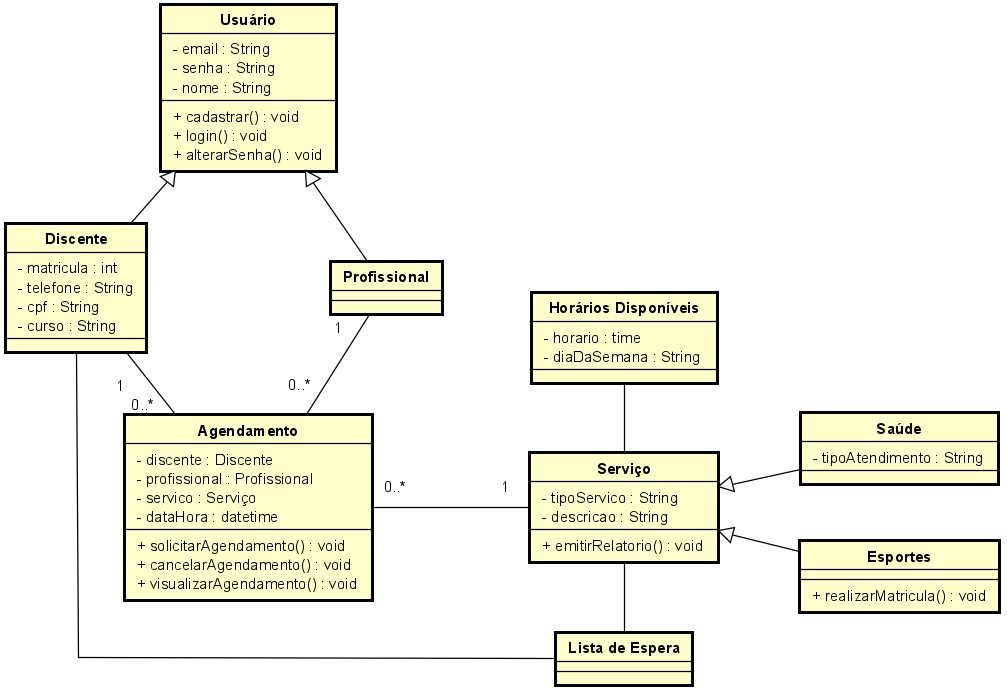 Usuário
- email : String
- senha : String
- nome : String
+ cadastrar() : void
+ login() : void
+ alterarSenha() : void
Discente
- matricula : int
- telefone : String
- cpf : String
- curso : String
Profissional
1
0..*
1
0..*
Horários Disponíveis
- horario : time
- diaDaSemana : String
Agendamento
- discente : Discente
- profissional : Profissional
- servico : Serviço
- dataHora : datetime
+ solicitarAgendamento() : void
+ cancelarAgendamento() : void
+ visualizarAgendamento() : void
0..*
1
Serviço
- tipoServico : String
- descricao : String
+ emitirRelatorio() : void
Saúde
- tipoAtendimento : String
Esportes
+ realizarMatricula() : void
Lista de Espera